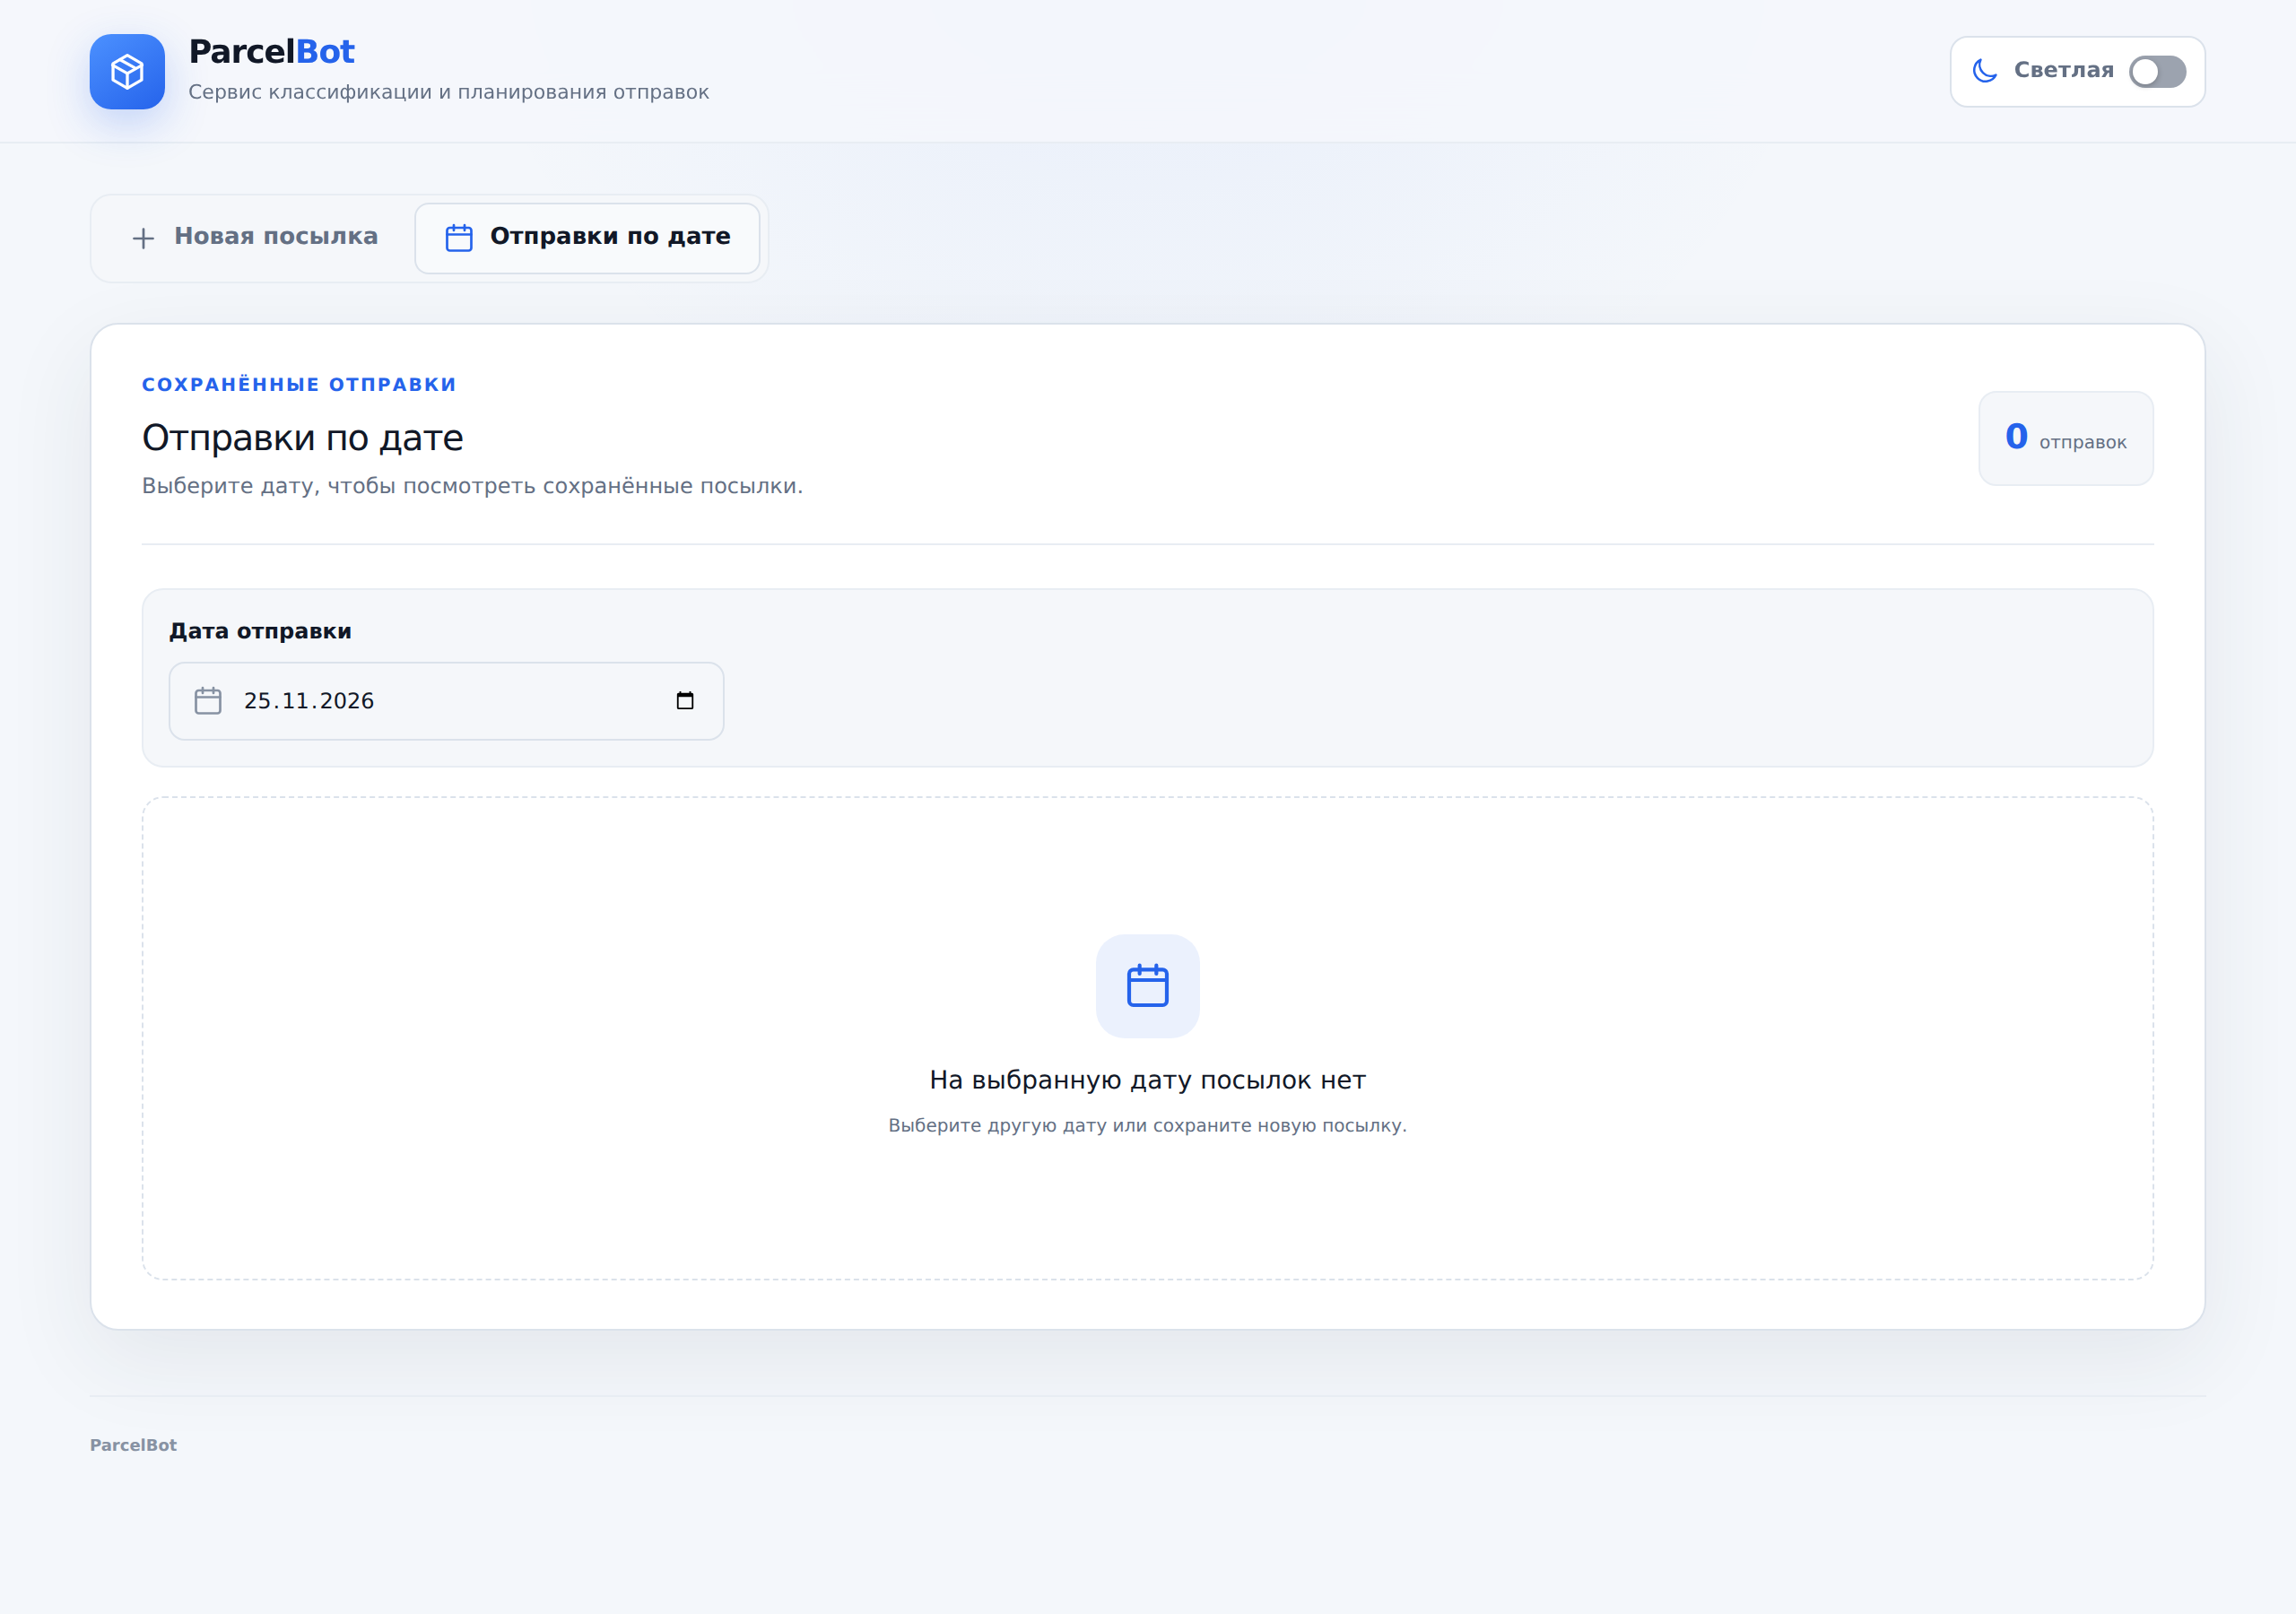 ParcelBot
Сервис классификации и планирования отправок
Светлая
Новая посылка
Отправки по дате
СОХРАНЁННЫЕ ОТПРАВКИ
Отправки по дате
Выберите дату, чтобы посмотреть сохранённые посылки.
0 отправок
Дата отправки
25.11.2026
На выбранную дату посылок нет
Выберите другую дату или сохраните новую посылку.
ParcelBot